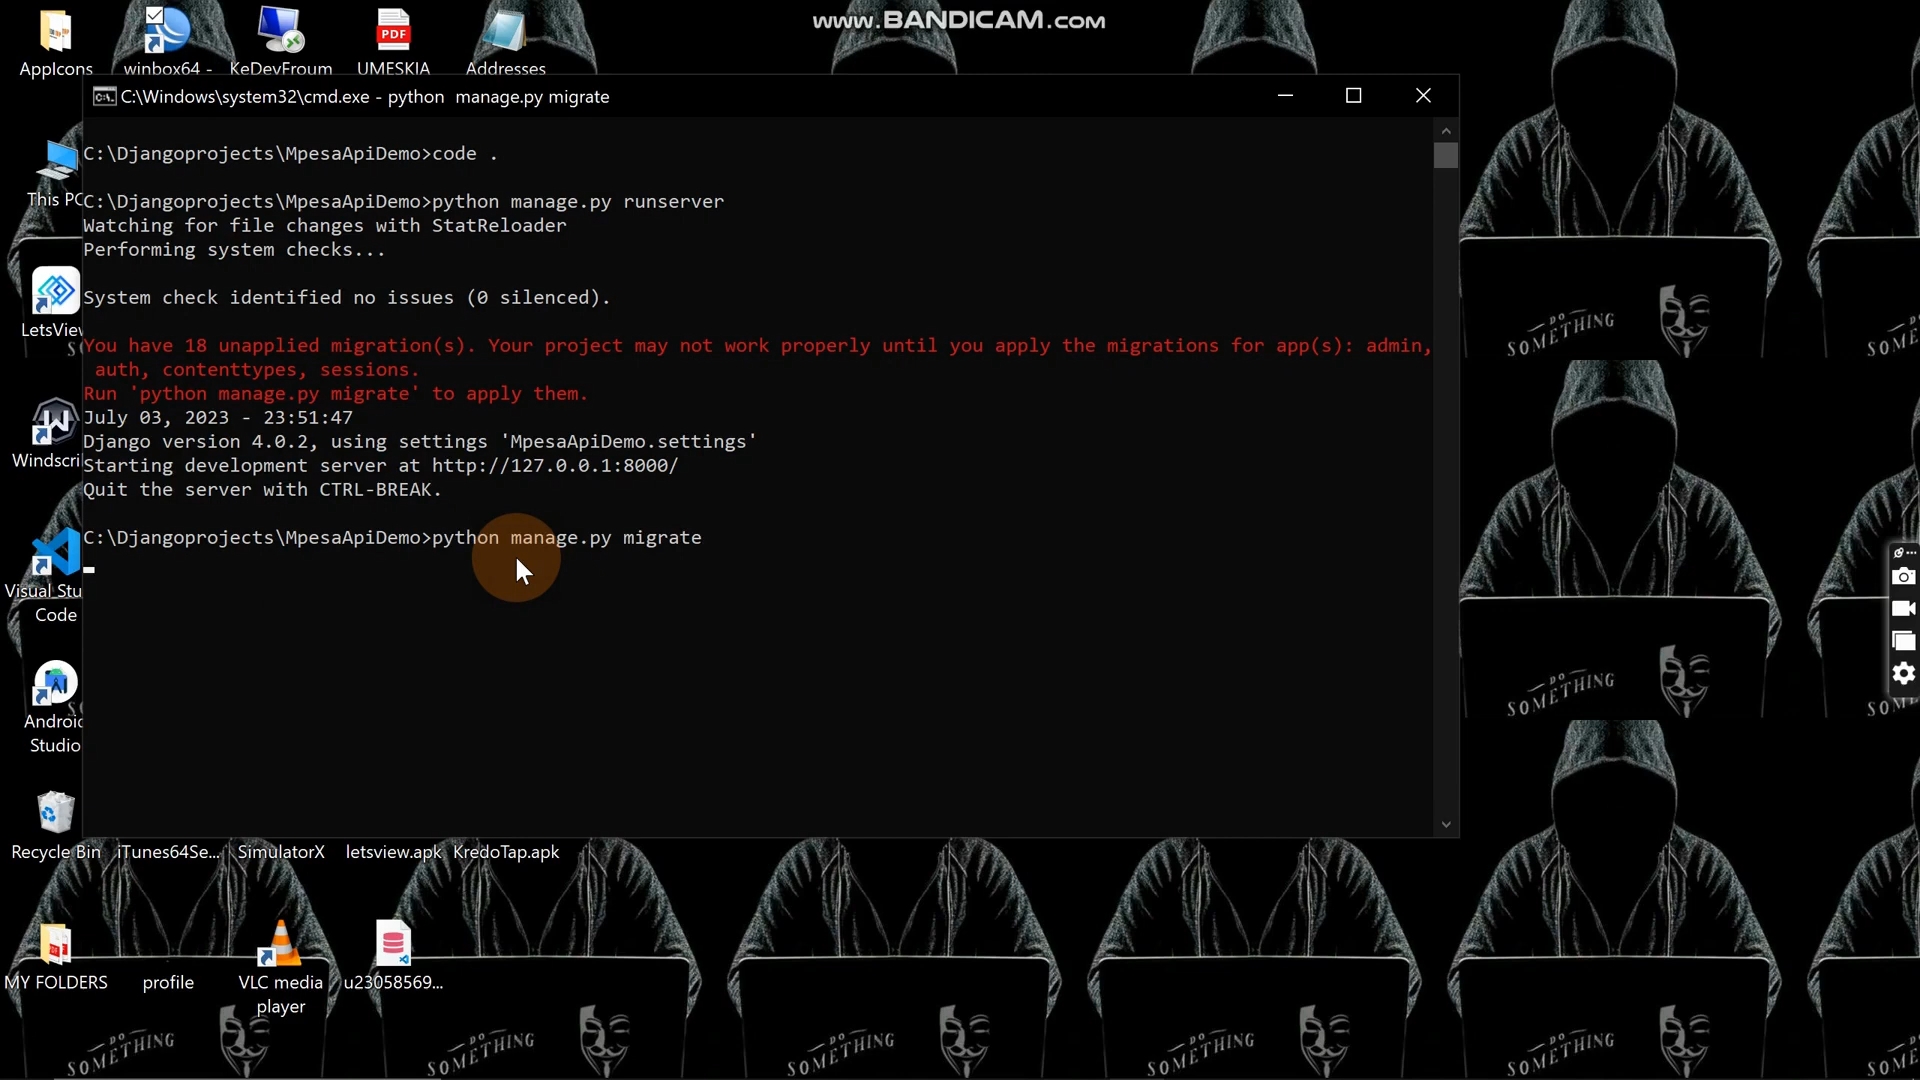 www.BANDICAM.com
AppIcons
winbox64 -
KeDevFroum
UMESKIA
Addresses
PDF
C:\Windows\system32\cmd.exe - python  manage.py migrate
C:\Djangoprojects\MpesaApiDemo>code .
C:\Djangoprojects\MpesaApiDemo>python manage.py runserver
Watching for file changes with StatReloader
Performing system checks...
System check identified no issues (0 silenced).
You have 18 unapplied migration(s). Your project may not work properly until you apply the migrations for app(s): admin,
auth, contenttypes, sessions.
Run 'python manage.py migrate' to apply them.
July 03, 2023 - 23:51:47
Django version 4.0.2, using settings 'MpesaApiDemo.settings'
Starting development server at http://127.0.0.1:8000/
Quit the server with CTRL-BREAK.
C:\Djangoprojects\MpesaApiDemo>python manage.py migrate
This PC
LetsView
Windscri
Visual Stu
Code
Android
Studio
Recycle Bin
iTunes64Se...
SimulatorX
letsview.apk
KredoTap.apk
MY FOLDERS
profile
VLC media
player
u23058569...
DO
SOMETHING
DO
SOMETHING
DO
SOMETHING
DO
SOMETHING
DO
SOMETHING
DO
SOMETHING
DO
SOMETHING